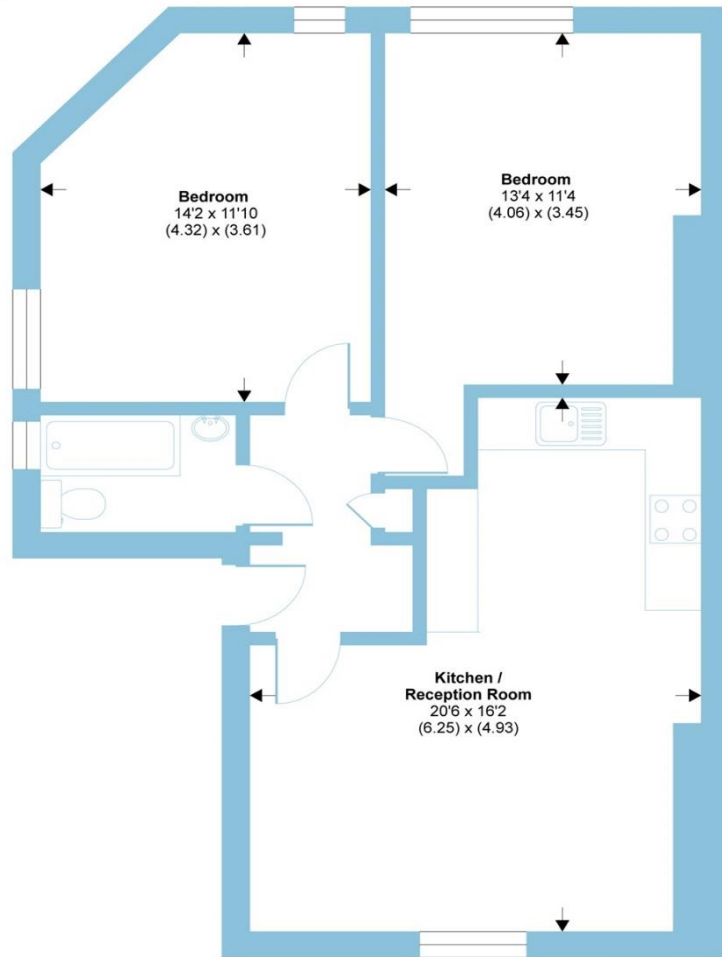 Bedroom
14'2 x 11'10
(4.32) x (3.61)
Bedroom
13'4 x 11'4
(4.06) x (3.45)
Kitchen /
Reception Room
20'6 x 16'2
(6.25) x (4.93)